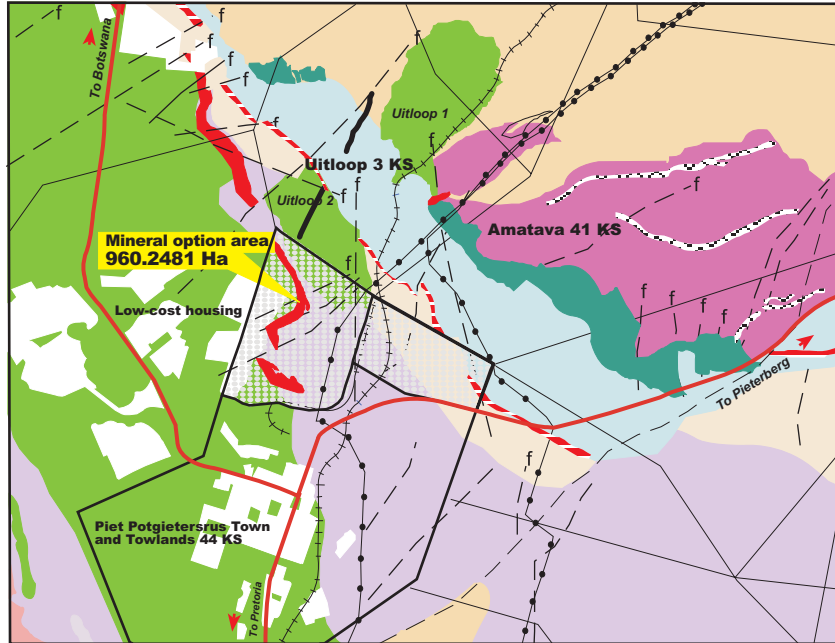 f
f
To Botswana
f
f
Uitloop 1
f
f
Uitloop 3 KS
f
f
Uitloop 2
Amatava 41 KS
Mineral option area
960.2481 Ha
f
f
f
f
f
Low-cost housing
To Pieterberg
f
Piet Potgietersrus Town
and Towlands 44 KS
To Pretoria